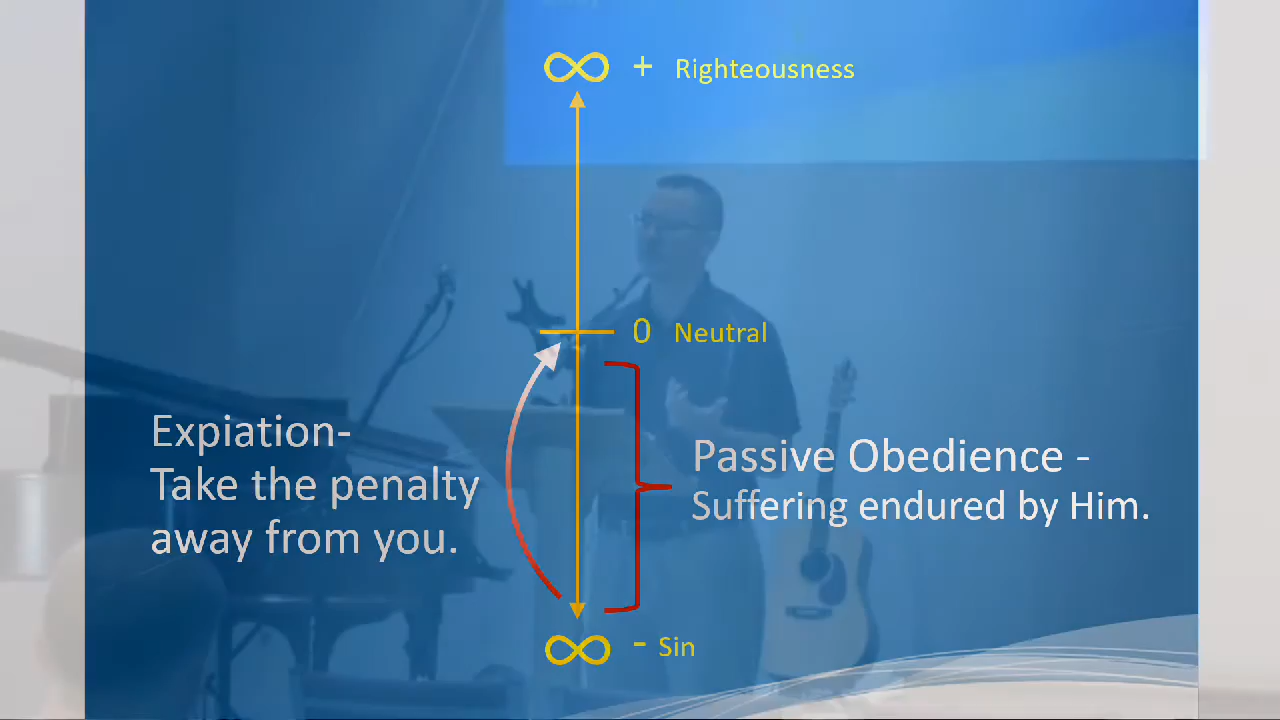 ∞ + Righteousness
0 Neutral
Expiation-
Take the penalty
away from you.
Passive Obedience -
Suffering endured by Him.
∞ - Sin